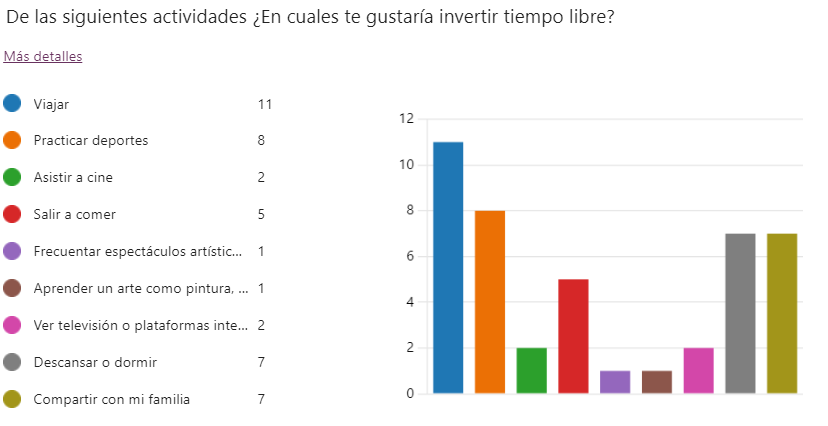 De las siguientes actividades ¿En cuales te gustaría invertir tiempo libre?
Más detalles
Viajar 11
Practicar deportes 8
Asistir a cine 2
Salir a comer 5
Frecuentar espectáculos artístic... 1
Aprender un arte como pintura, ... 1
Ver televisión o plataformas inte... 2
Descansar o dormir 7
Compartir con mi familia 7
12
10
8
6
4
2
0